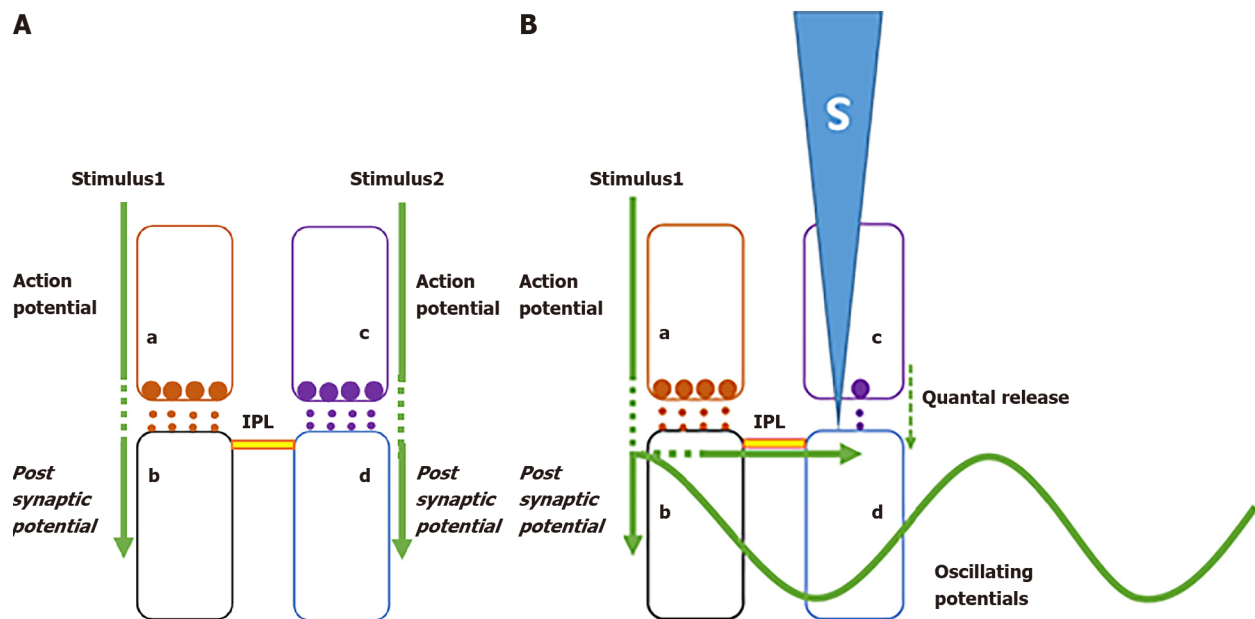 A
Stimulus1
Stimulus2
Action
potential
Action
potential
a
c
IPL
b
d
Post
synaptic
potential
Post
synaptic
potential
B
S
Stimulus1
Action
potential
a
c
Quantal release
IPL
Post
synaptic
potential
b
d
Oscillating
potentials